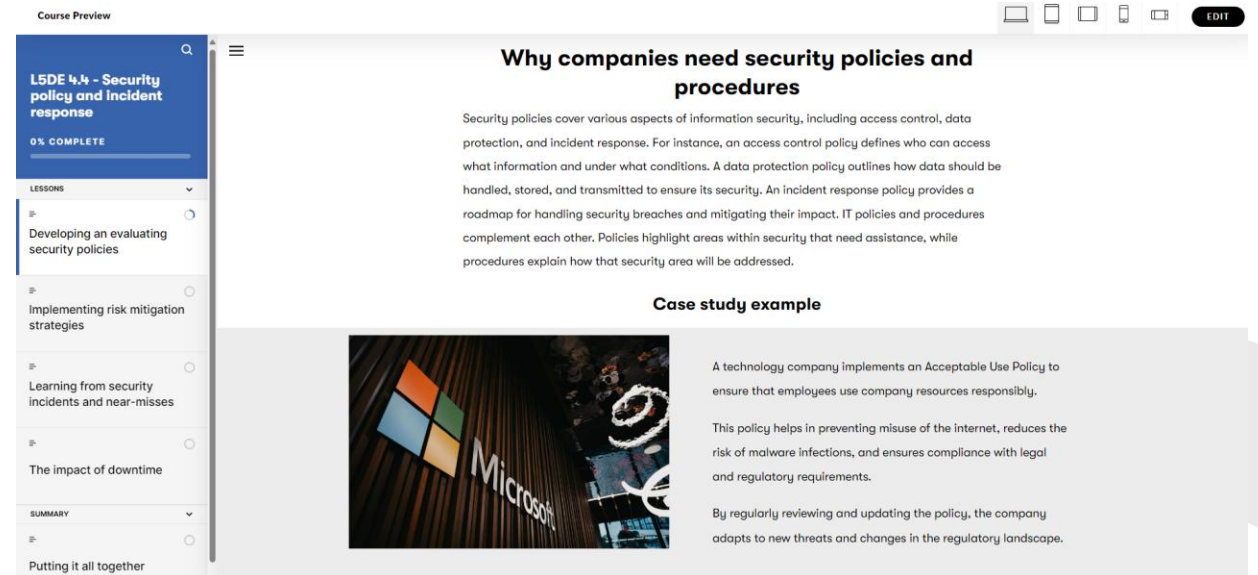 Course Preview
EDIT
L5DE 4.4 - Security
policy and incident
response
0% COMPLETE
LESSONS
Developing an evaluating
security policies
Implementing risk mitigation
strategies
Learning from security
incidents and near-misses
The impact of downtime
SUMMARY
Putting it all together
Why companies need security policies and
procedures
Security policies cover various aspects of information security, including access control, data
protection, and incident response. For instance, an access control policy defines who can access
what information and under what conditions. A data protection policy outlines how data should be
handled, stored, and transmitted to ensure its security. An incident response policy provides a
roadmap for handling security breaches and mitigating their impact. IT policies and procedures
complement each other. Policies highlight areas within security that need assistance, while
procedures explain how that security area will be addressed.
Case study example
Microsoft
A technology company implements an Acceptable Use Policy to
ensure that employees use company resources responsibly.
This policy helps in preventing misuse of the internet, reduces the
risk of malware infections, and ensures compliance with legal
and regulatory requirements.
By regularly reviewing and updating the policy, the company
adapts to new threats and changes in the regulatory landscape.